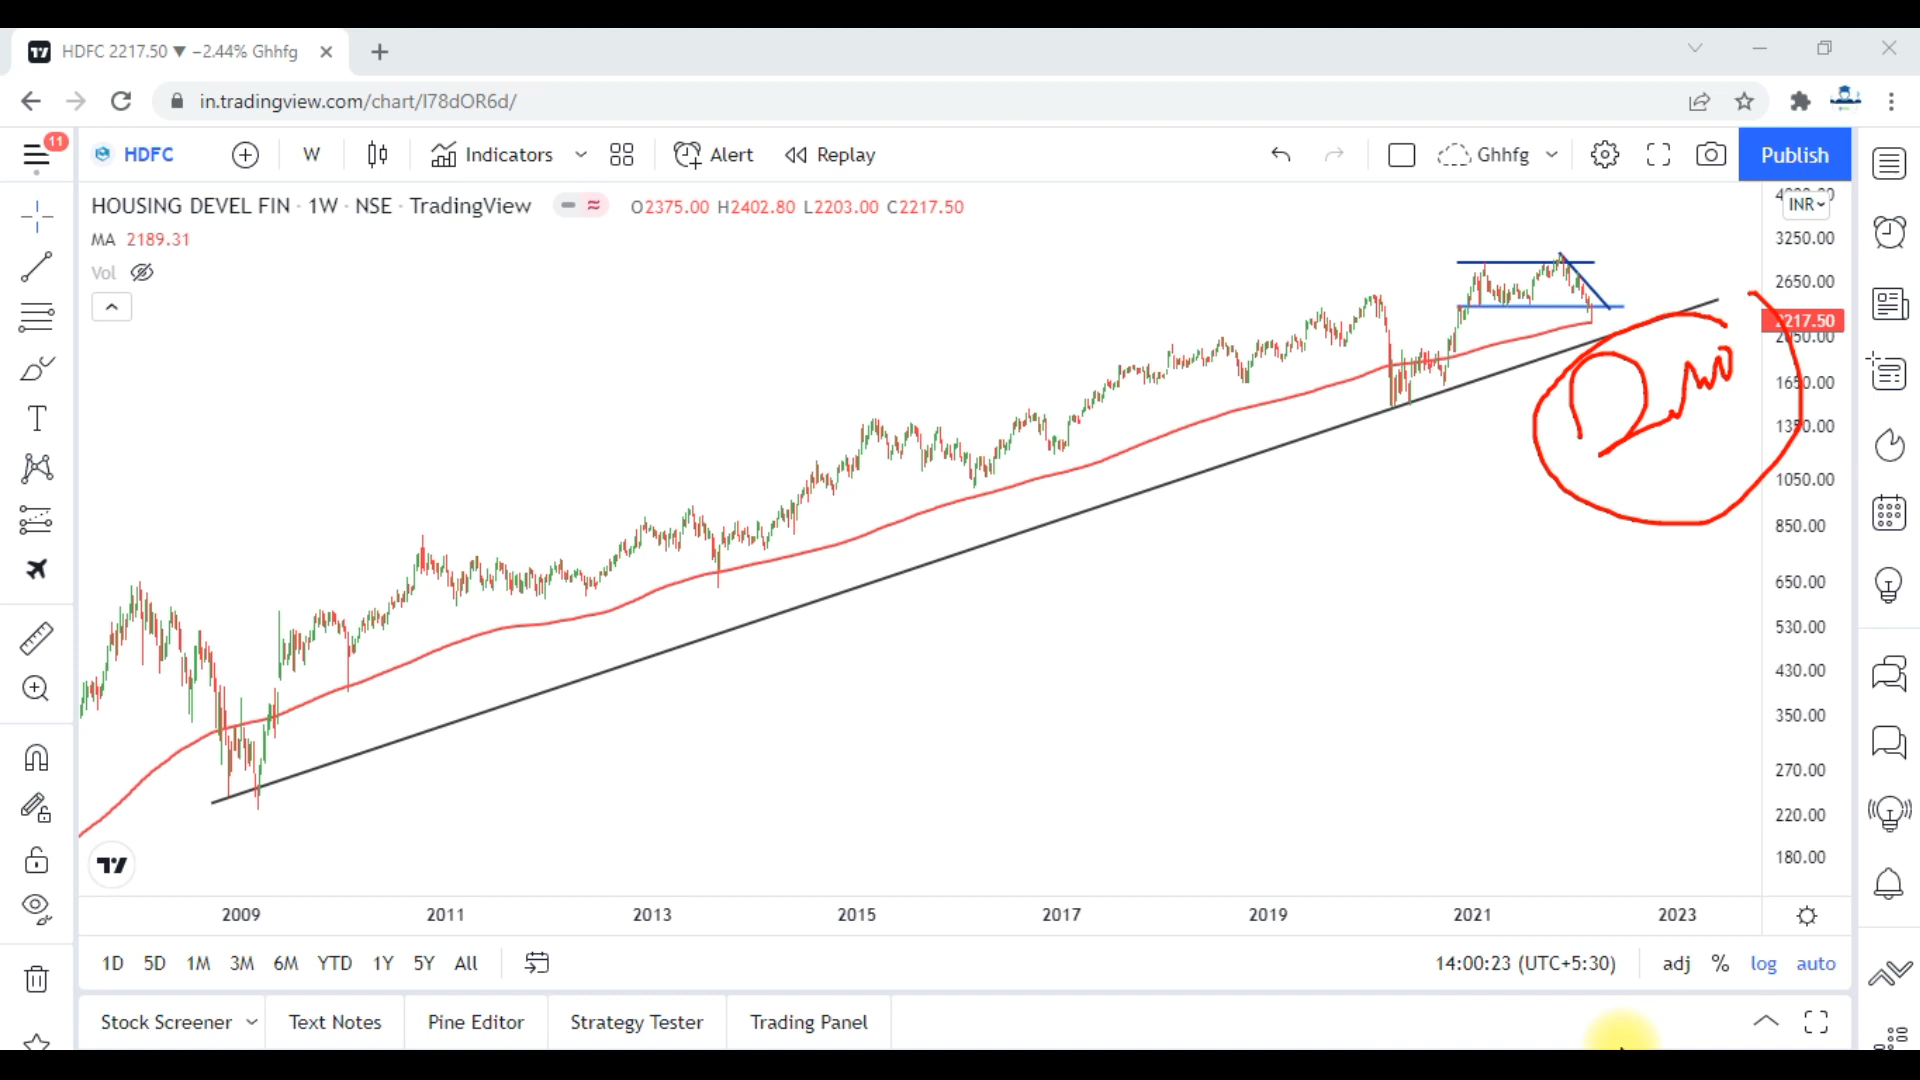 HDFC 2217.50 ▼ −2.44% Ghhfg
in.tradingview.com/chart/I78dOR6d/
11
HDFC W Indicators Alert Replay Ghhfg Publish
HOUSING DEVEL FIN · 1W · NSE · TradingView O2375.00 H2402.80 L2203.00 C2217.50
MA 2189.31
Vol
INR
3250.00
2650.00
2217.50
2050.00
1650.00
1350.00
1050.00
850.00
650.00
530.00
430.00
350.00
270.00
220.00
180.00
2009 2011 2013 2015 2017 2019 2021 2023
1D 5D 1M 3M 6M YTD 1Y 5Y All 14:00:23 (UTC+5:30) adj % log auto
Stock Screener Text Notes Pine Editor Strategy Tester Trading Panel